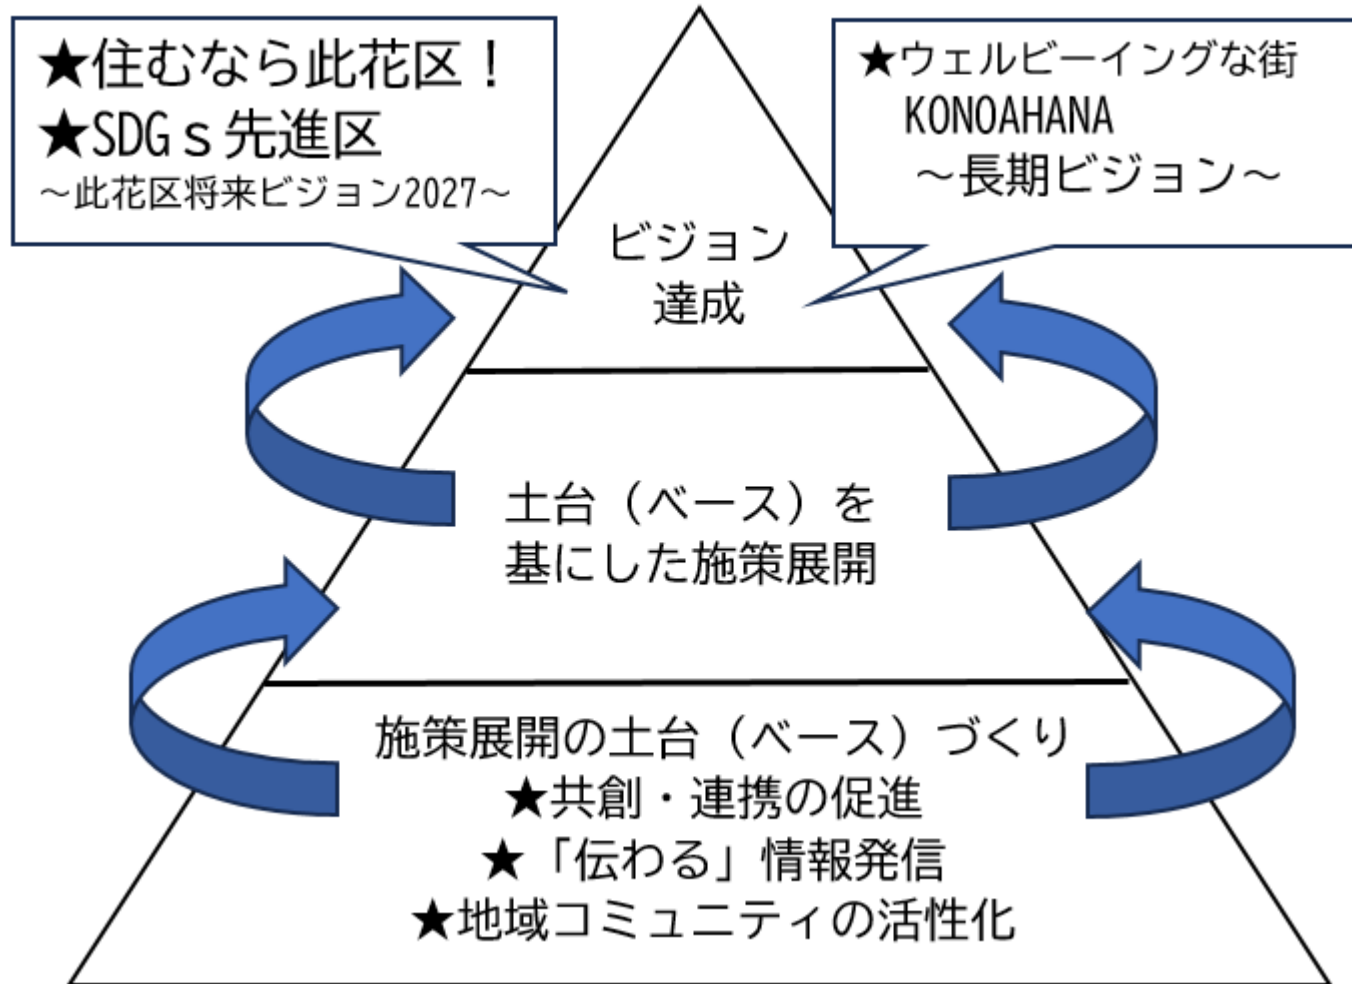 ★住むなら此花区！
★SDGｓ先進区
～此花区将来ビジョン2027～
★ウェルビーイングな街
KONOAHANA
～長期ビジョン～
ビジョン
達成
土台（ベース）を
基にした施策展開
施策展開の土台（ベース）づくり
★共創・連携の促進
★「伝わる」情報発信
★地域コミュニティの活性化